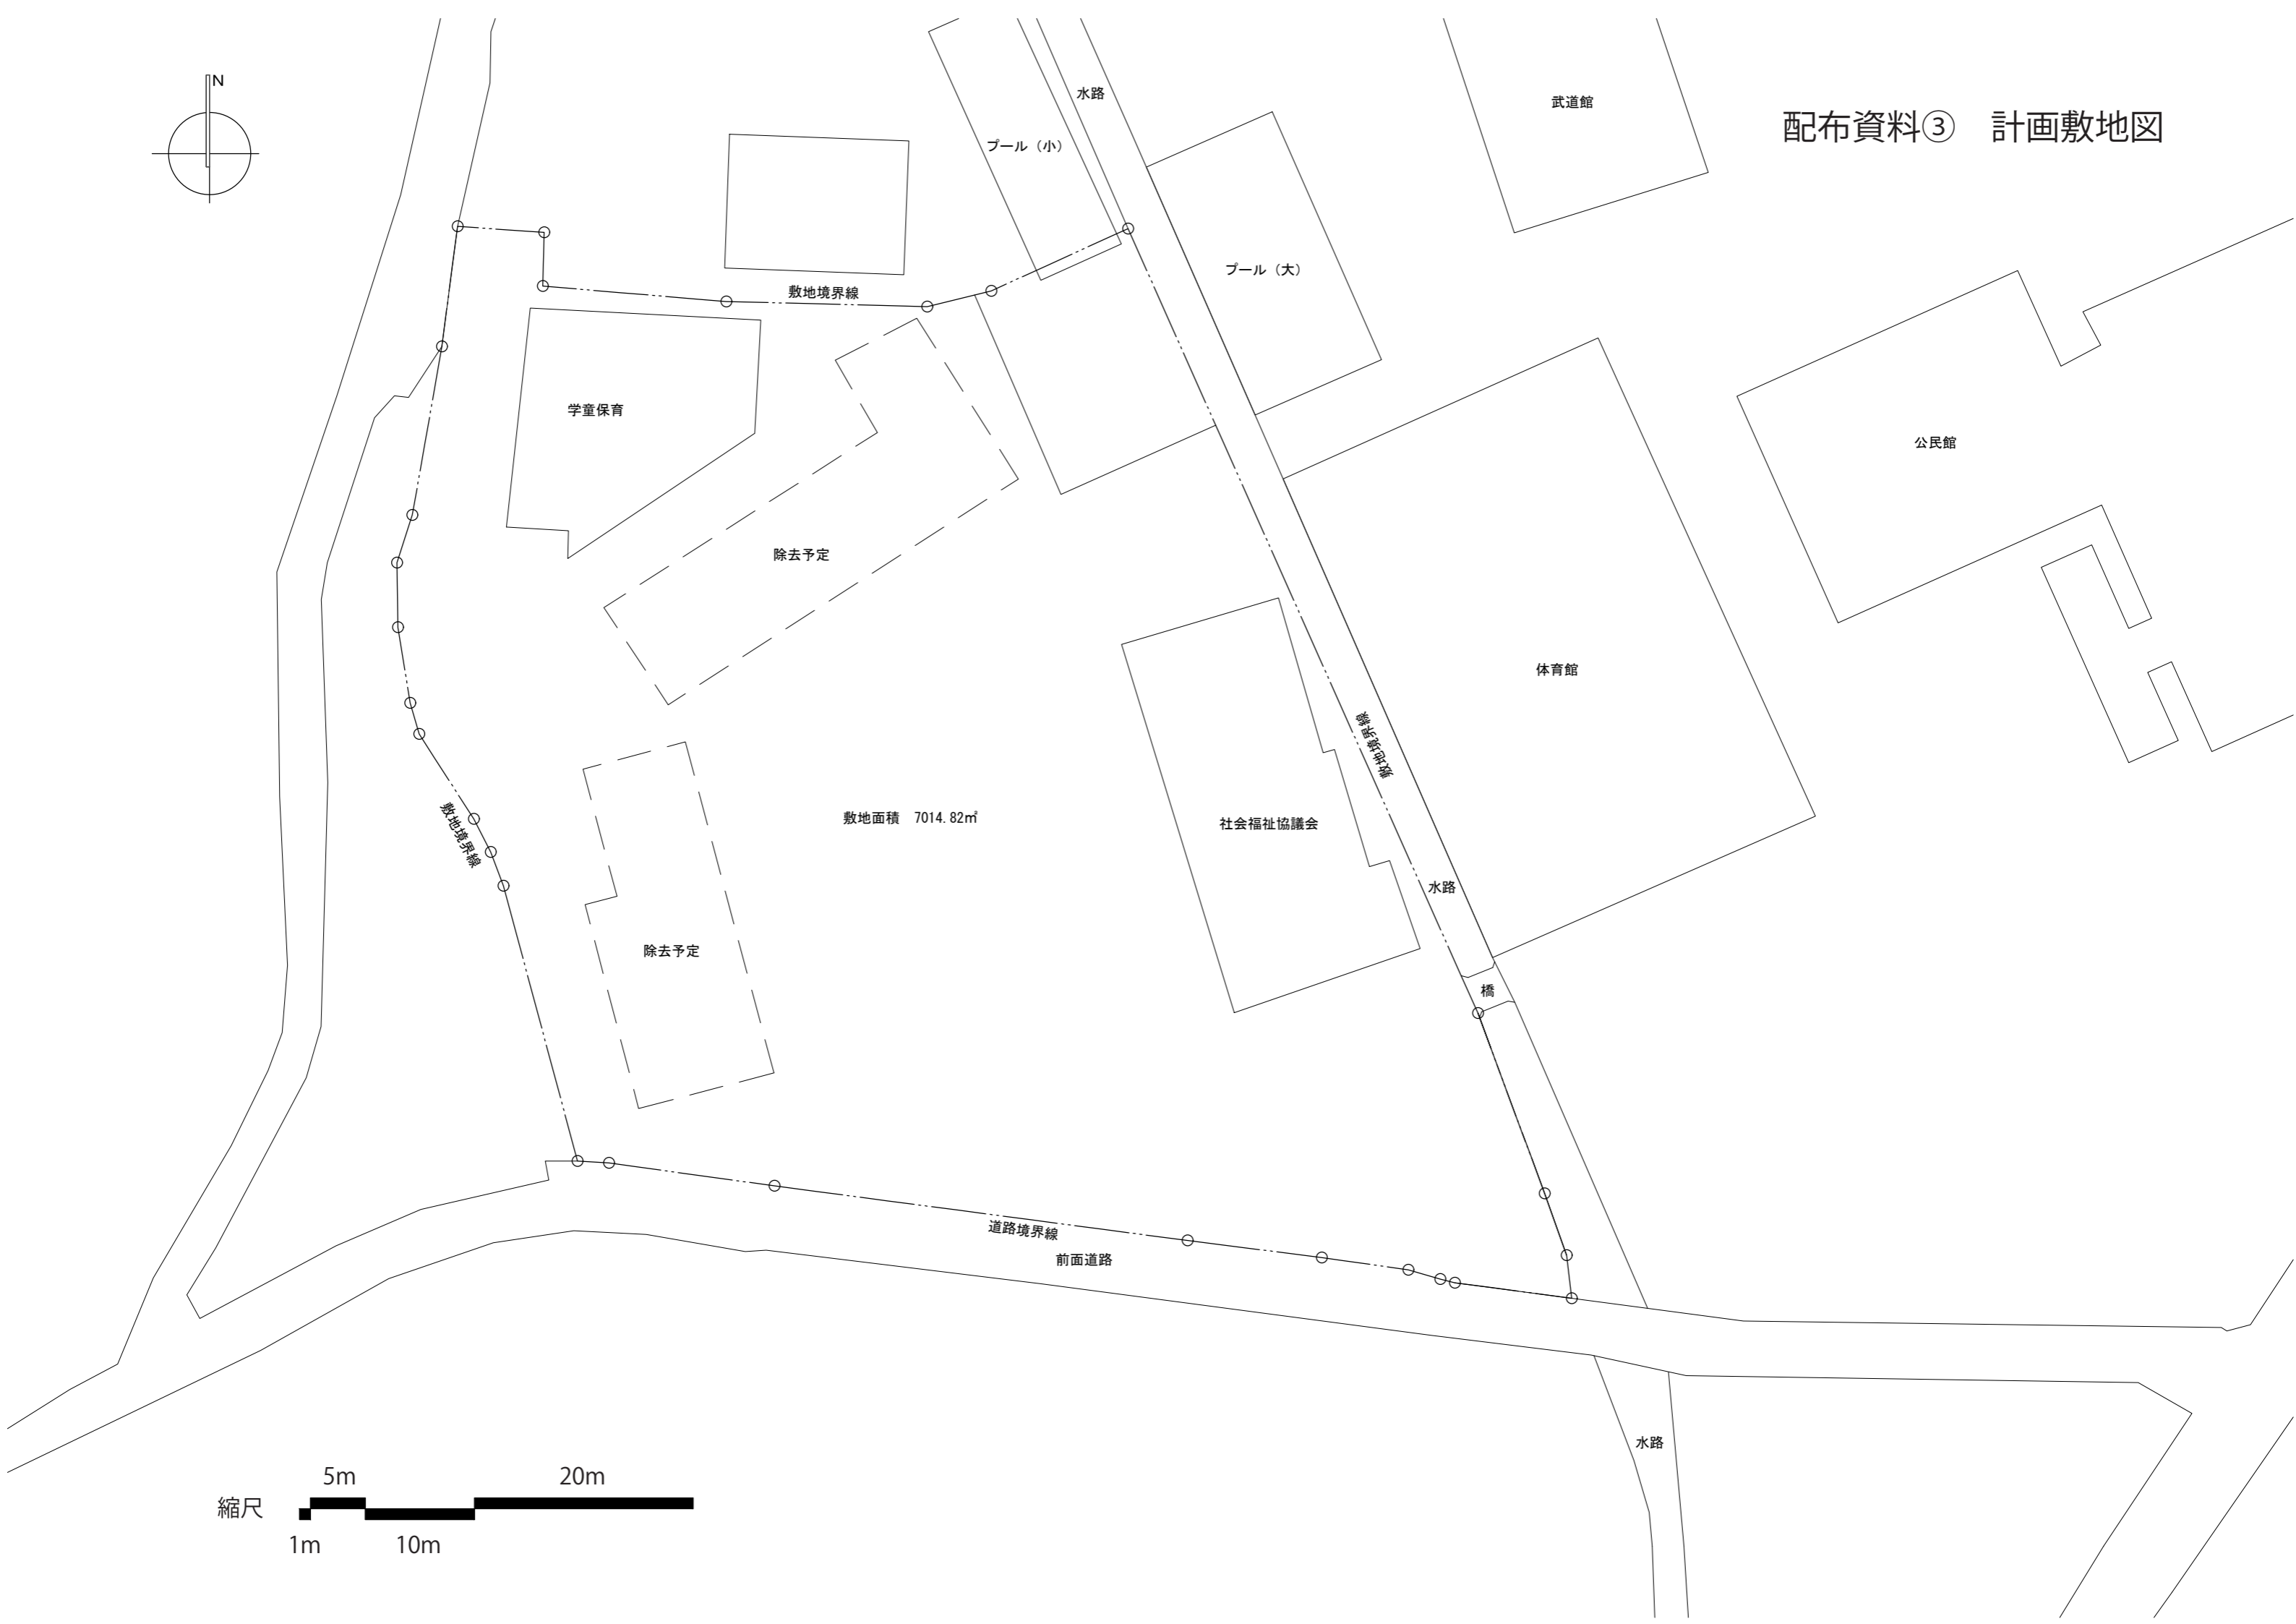 N
水路
武道館
配布資料③　計画敷地図
プール（小）
プール（大）
敷地境界線
学童保育
公民館
除去予定
体育館
敷地境界線
敷地境界線
敷地面積　7014.82㎡
社会福祉協議会
水路
除去予定
橋
道路境界線
前面道路
水路
5m
20m
縮尺
1m
10m